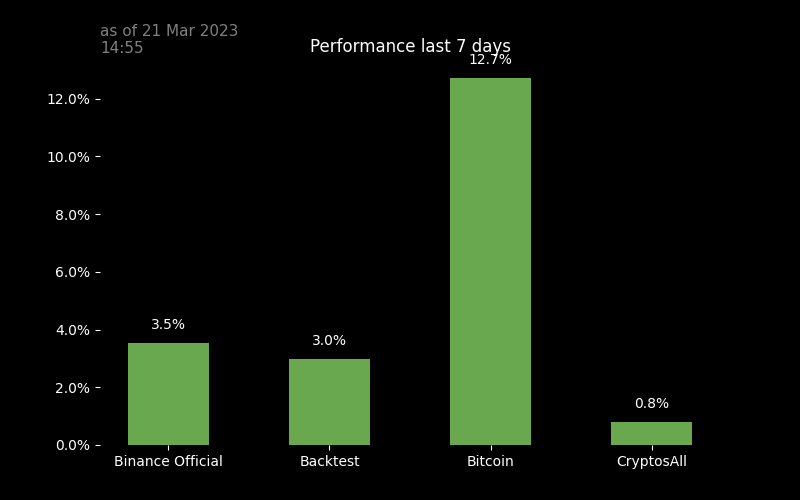 as of 21 Mar 2023
14:55
Performance last 7 days
12.7%
12.0%
10.0%
8.0%
6.0%
4.0%
3.5%
3.0%
2.0%
0.8%
0.0%
Binance Official
Backtest
Bitcoin
CryptosAll